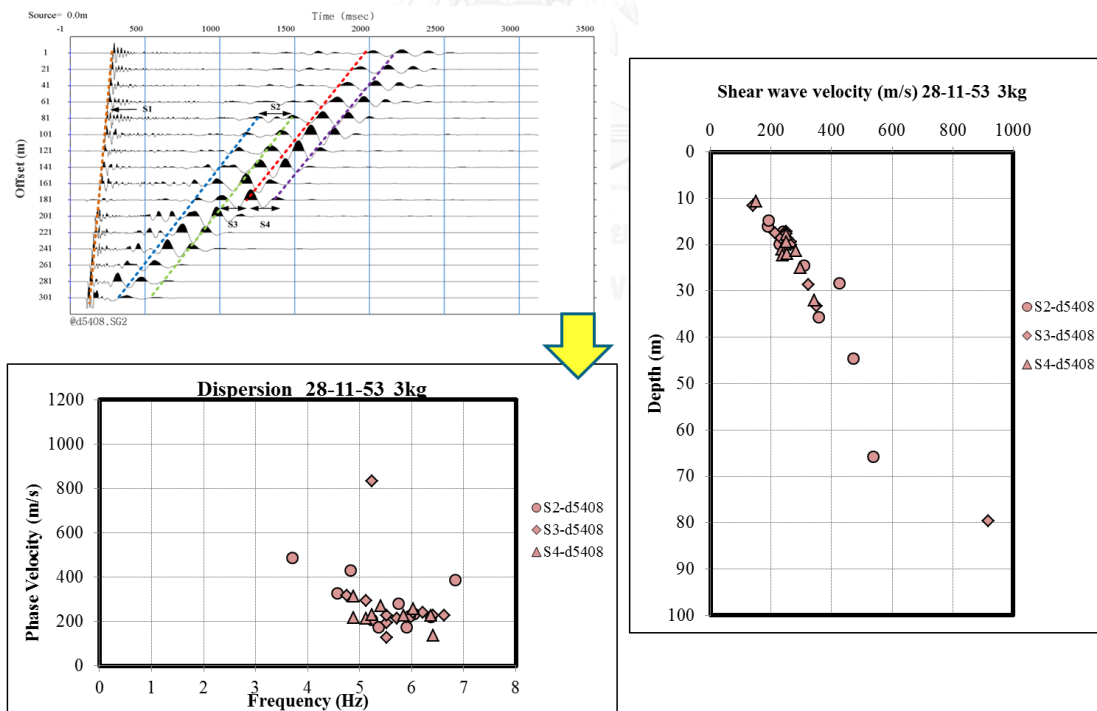 Source= 0.0m
Time (msec)
-1 500 1000 1500 2000 2500 3000 3500
Offset (m)
1
21
41
61
81
101
121
141
161
181
201
221
241
261
281
301
S1
S2
S3
S4
@d5408.SG2
Dispersion 28-11-53 3kg
Phase Velocity (m/s)
1200
1000
800
600
400
200
0
0 1 2 3 4 5 6 7 8
Frequency (Hz)
S2-d5408
S3-d5408
S4-d5408
Shear wave velocity (m/s) 28-11-53 3kg
0 200 400 600 800 1000
Depth (m)
0
10
20
30
40
50
60
70
80
90
100
S2-d5408
S3-d5408
S4-d5408